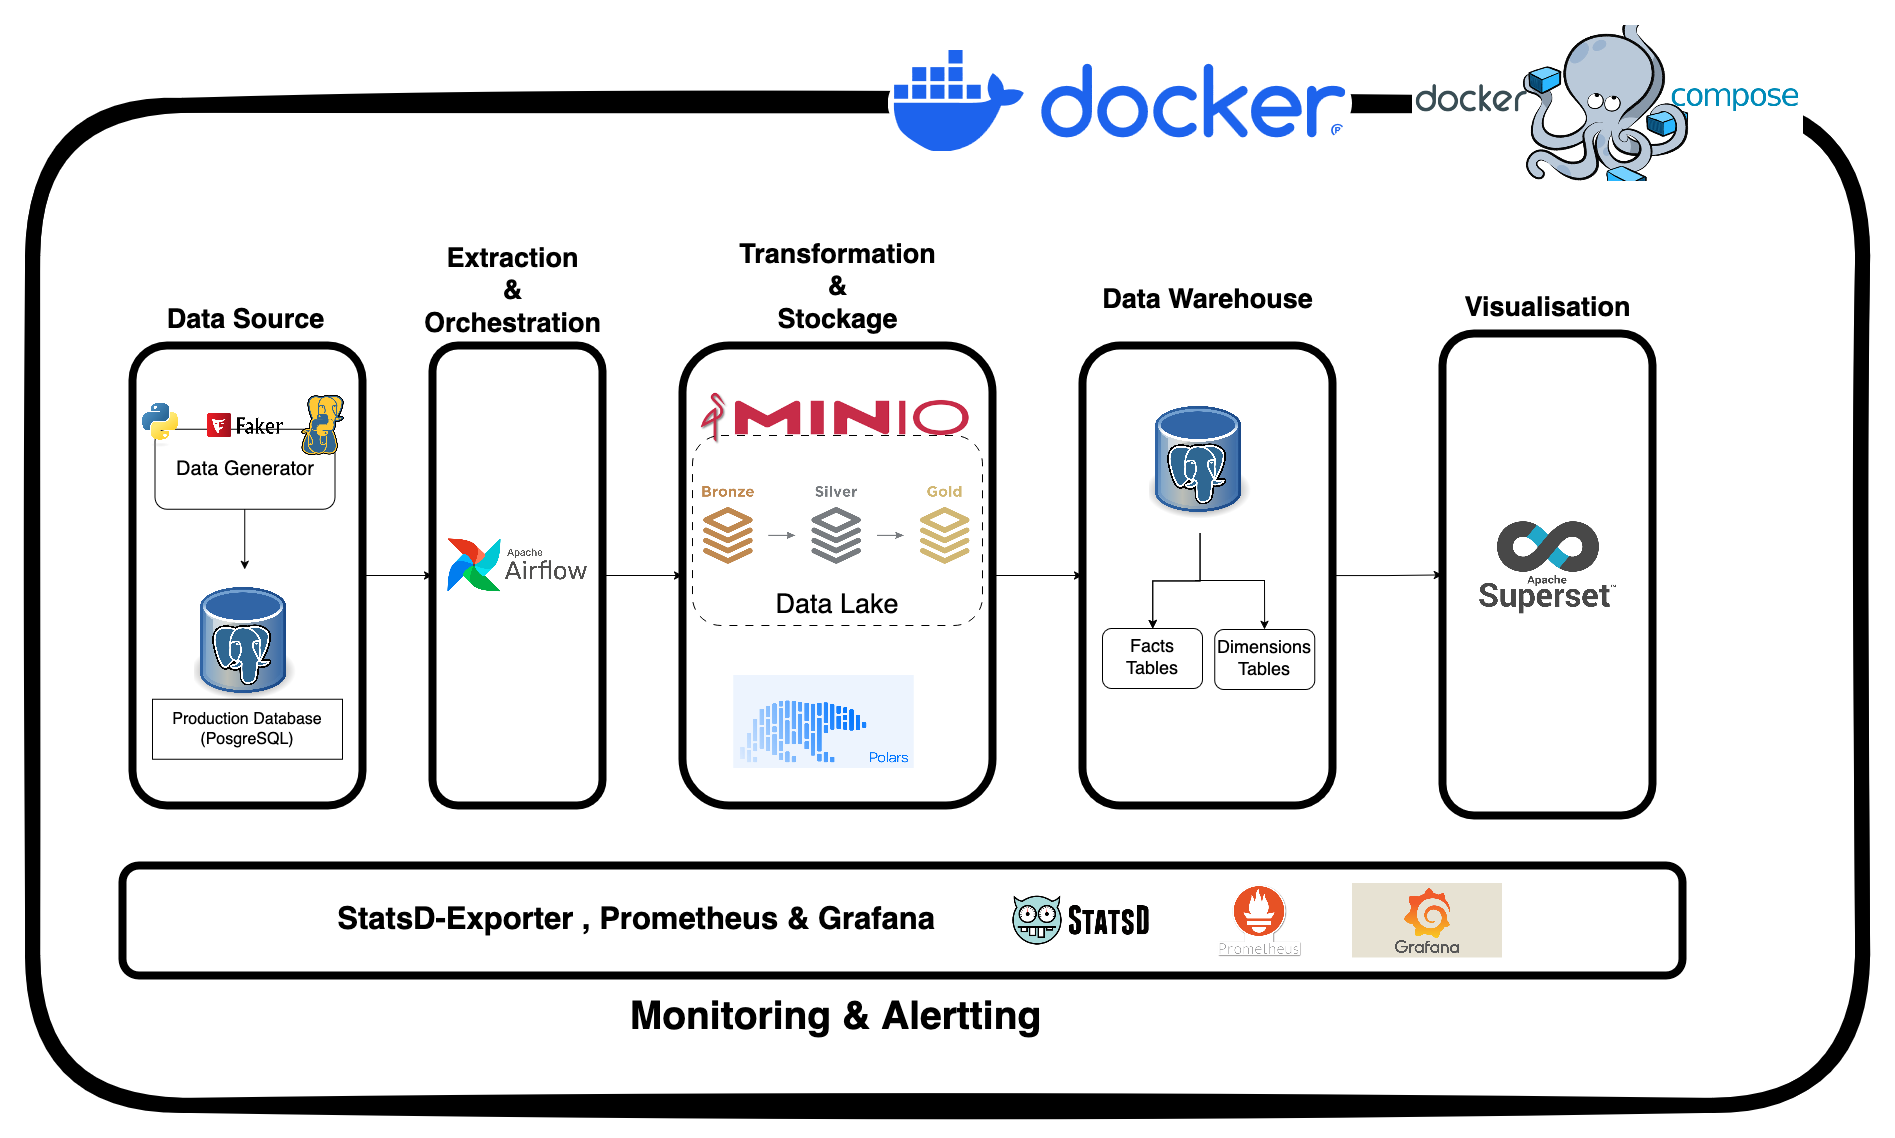 docker
docker compose
Data Source
Extraction
&
Orchestration
Transformation
&
Stockage
Data Warehouse
Visualisation
Faker
Data Generator
Production Database
(PosgreSQL)
Apache
Airflow
MINIO
Bronze
Silver
Gold
Data Lake
Polars
Facts
Tables
Dimensions
Tables
Apache
Superset™
StatsD-Exporter , Prometheus & Grafana
STATSD
Prometheus
Grafana
Monitoring & Alertting